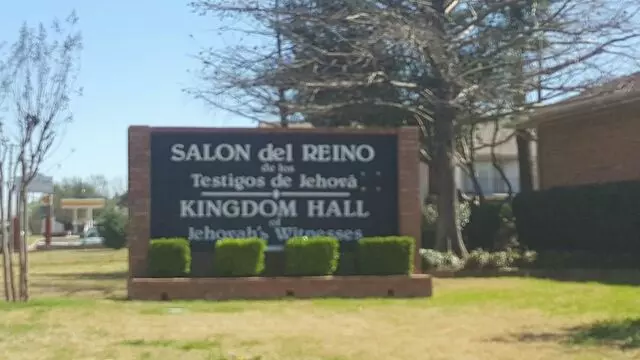 SALON del REINO
de los
Testigos de Jehová
KINGDOM HALL
of
Jehovah's Witnesses